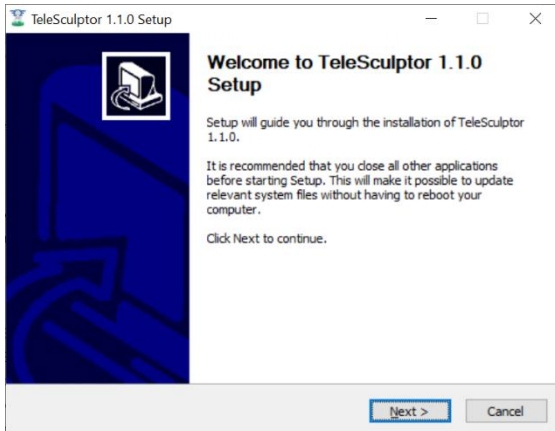 TeleSculptor 1.1.0 Setup
Welcome to TeleSculptor 1.1.0
Setup
Setup will guide you through the installation of TeleSculptor
1.1.0.
It is recommended that you close all other applications
before starting Setup. This will make it possible to update
relevant system files without having to reboot your
computer.
Click Next to continue.
Next >
Cancel